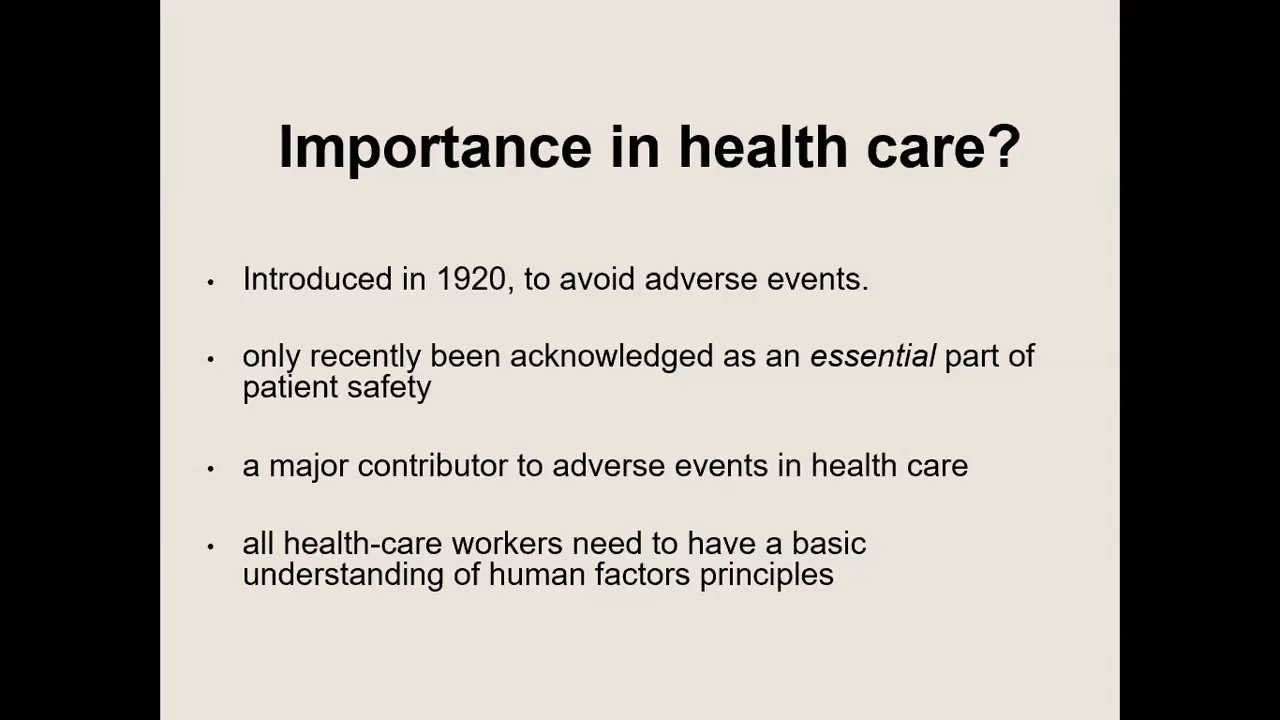 Importance in health care?
• Introduced in 1920, to avoid adverse events.
• only recently been acknowledged as an essential part of
patient safety
• a major contributor to adverse events in health care
• all health-care workers need to have a basic
understanding of human factors principles